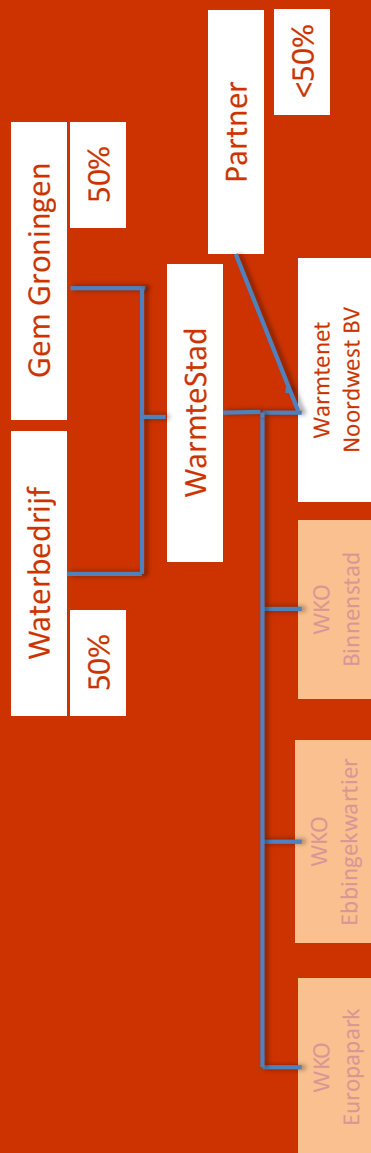 Waterbedrijf
Gem Groningen
50%
50%
Partner
<50%
WarmteStad
WKO
Europapark
WKO
Ebbingekwartier
WKO
Binnenstad
Warmtenet
Noordwest BV